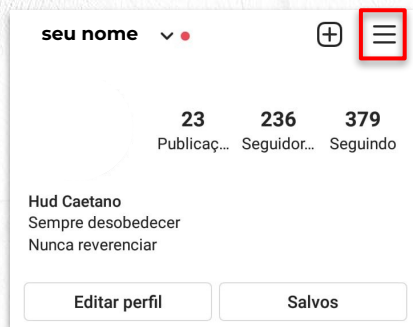 seu nome
23 236 379
Publicaç... Seguidor... Seguindo
Hud Caetano
Sempre desobedecer
Nunca reverenciar
Editar perfil Salvos